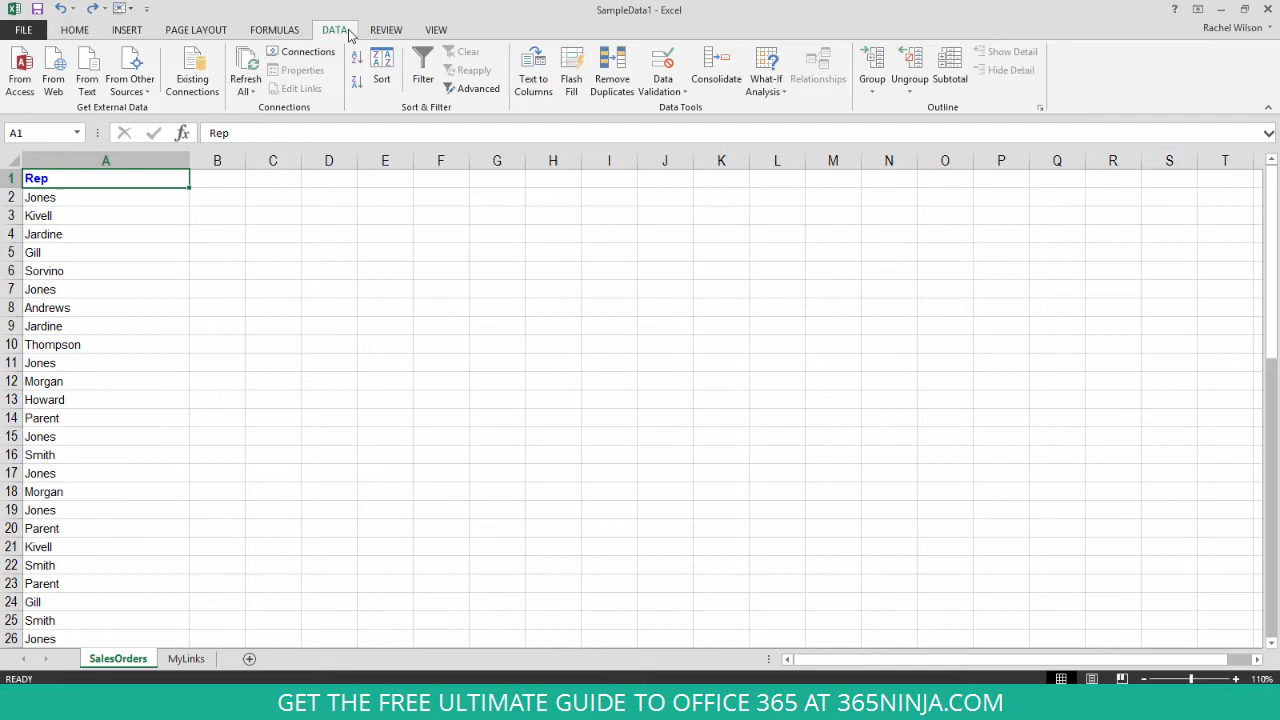 SampleData1 - Excel
FILE HOME INSERT PAGE LAYOUT FORMULAS DATA REVIEW VIEW Rachel Wilson
From Access
From Web
From Text
From Other Sources
Existing Connections
Get External Data
Refresh All
Connections
Properties
Edit Links
Connections
Sort
Filter
Clear
Reapply
Advanced
Sort & Filter
Text to Columns
Flash Fill
Remove Duplicates
Data Validation
Consolidate
What-If Analysis
Relationships
Data Tools
Group
Ungroup
Subtotal
Show Detail
Hide Detail
Outline
A1 fx Rep
A B C D E F G H I J K L M N O P Q R S T
1 Rep
2 Jones
3 Kivell
4 Jardine
5 Gill
6 Sorvino
7 Jones
8 Andrews
9 Jardine
10 Thompson
11 Jones
12 Morgan
13 Howard
14 Parent
15 Jones
16 Smith
17 Jones
18 Morgan
19 Jones
20 Parent
21 Kivell
22 Smith
23 Parent
24 Gill
25 Smith
26 Jones
SalesOrders MyLinks
READY 110%
GET THE FREE ULTIMATE GUIDE TO OFFICE 365 AT 365NINJA.COM